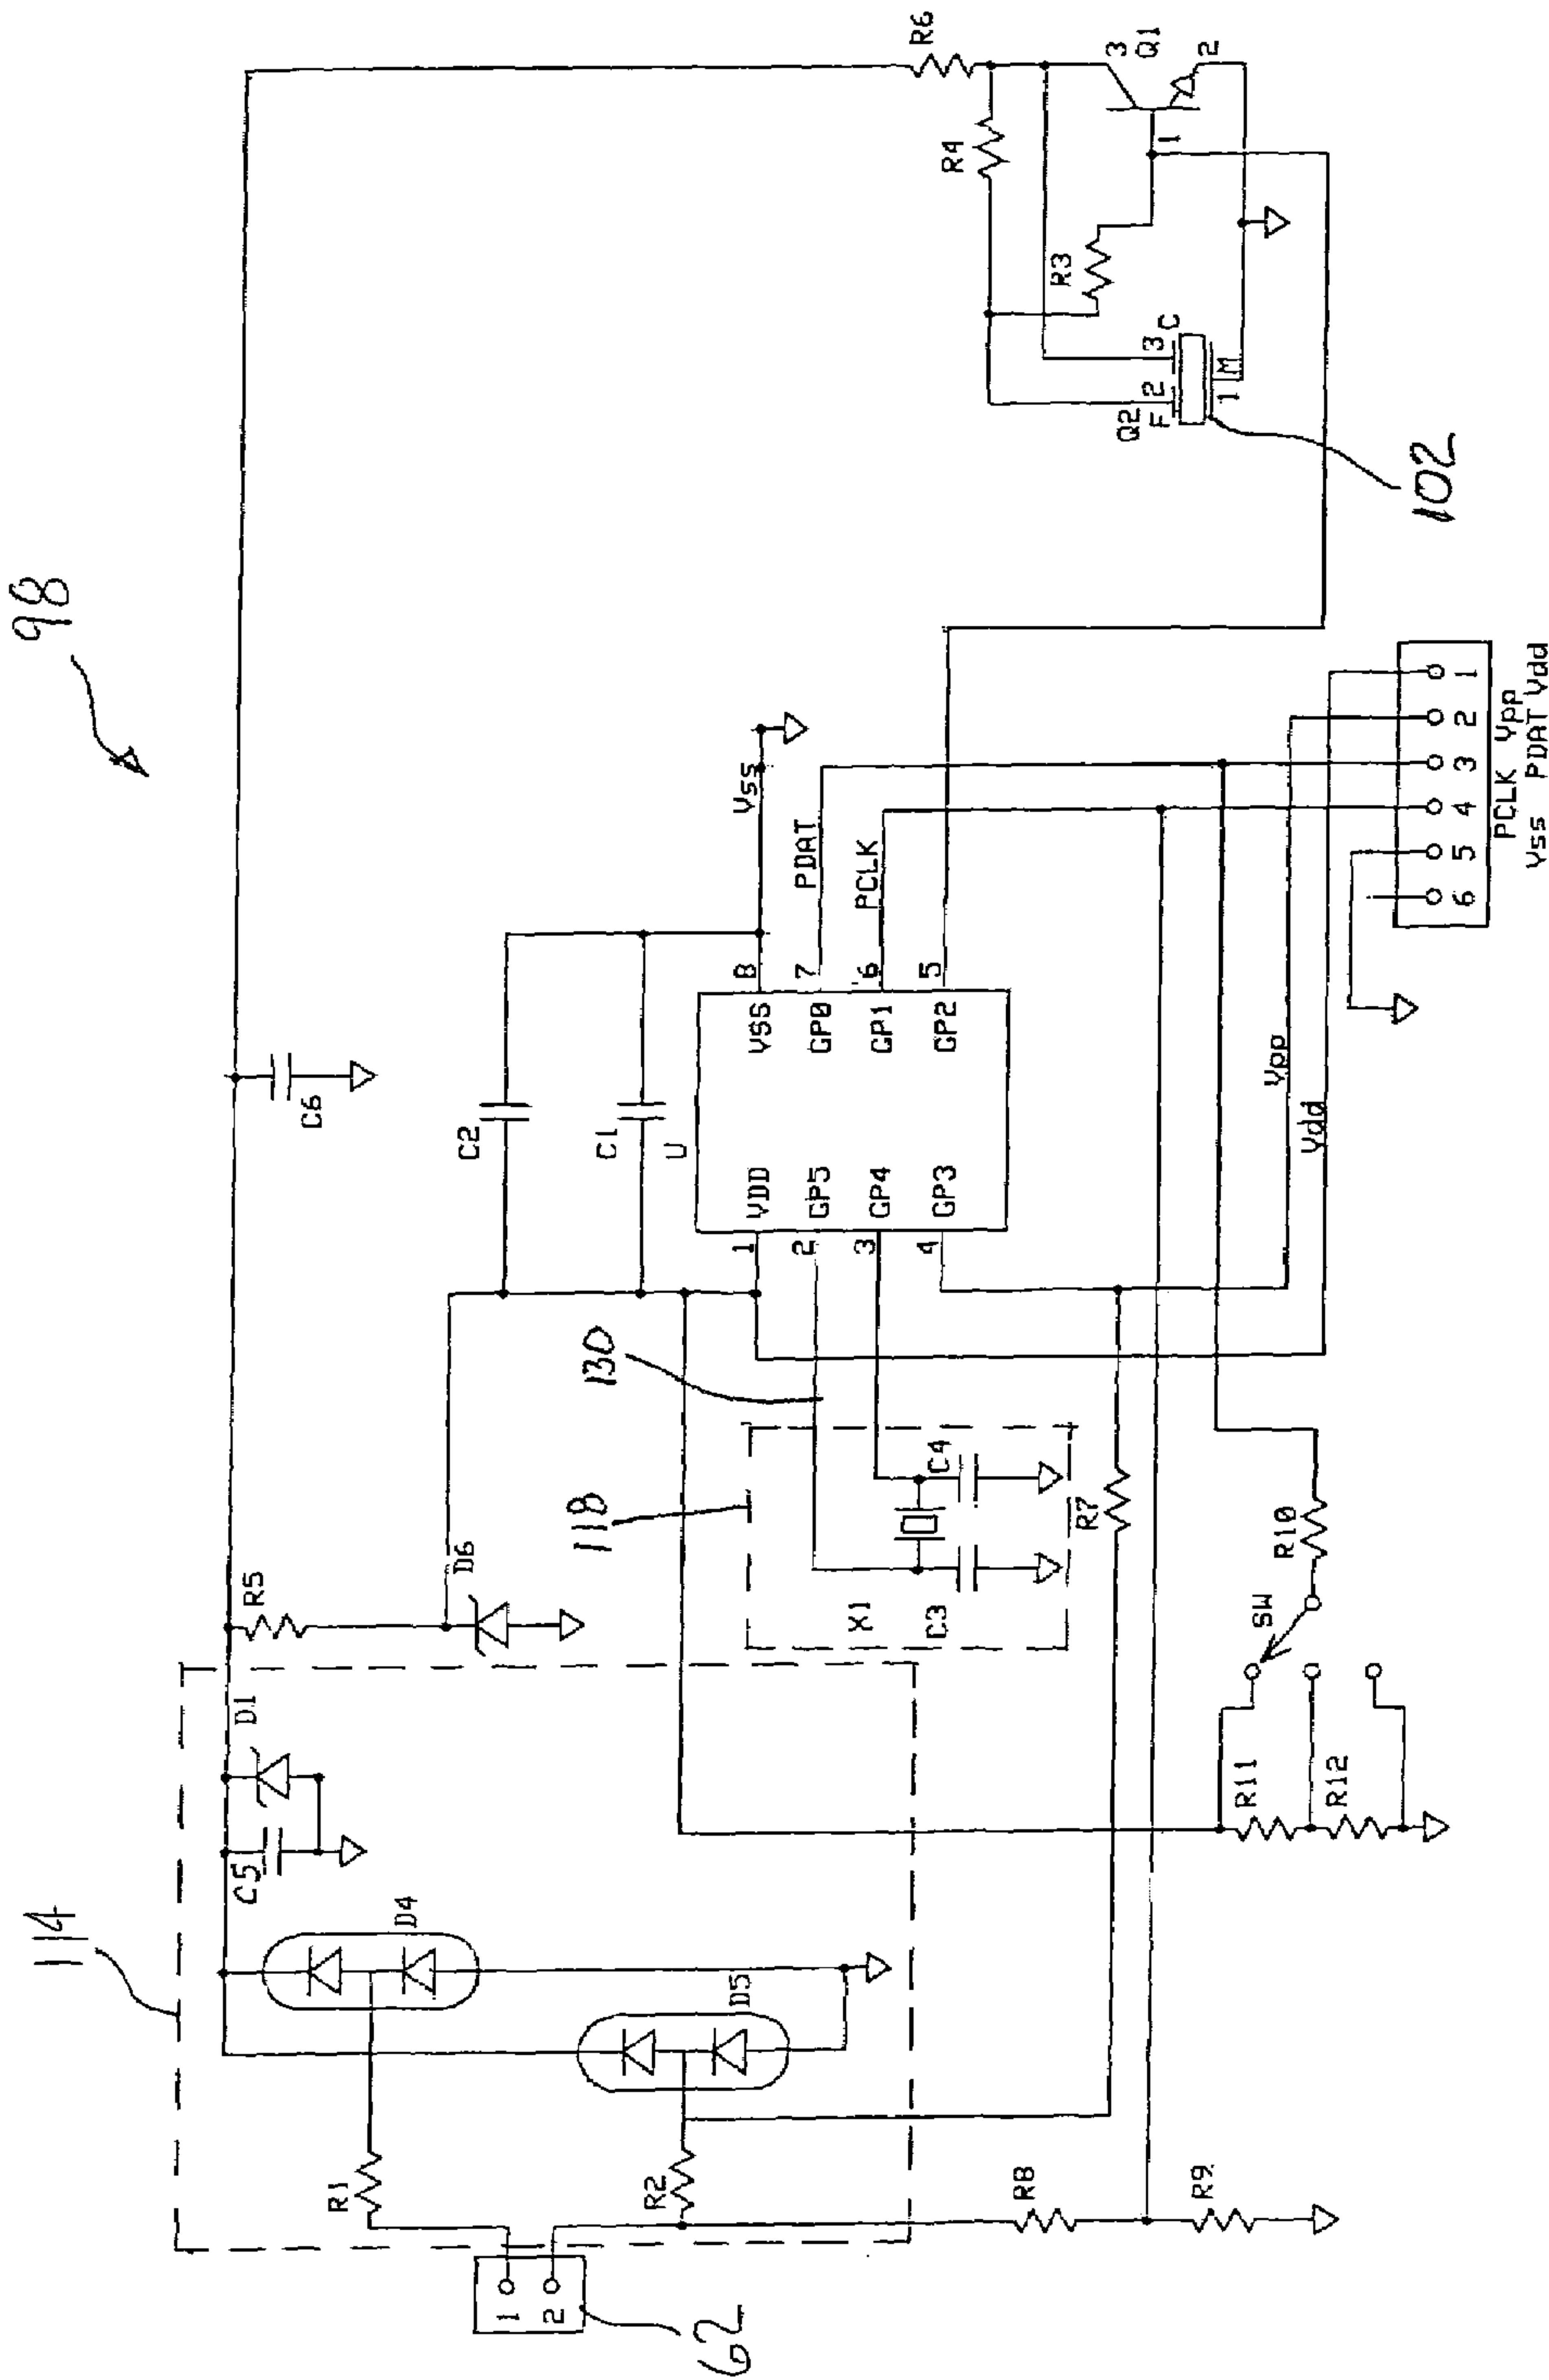 98
114
62
118
130
102
1
2
R1
R2
D4
D5
C5
D1
R5
D6
C6
C2
C1
U
R6
R4
R3
3
Q1
1
2
Q2
F 2
3 C
1 M
X1
C3
C4
1 VDD
2 GP5
3 GP4
4 GP3
VSS 8
GP0 7
GP1 6
GP2 5
Vss
PDAT
PCLK
R7
R8
R9
R10
SW
R11
R12
Vpp
Vdd
6 5 4 3 2 1
PCLK Vpp
Vss PDAT Vdd